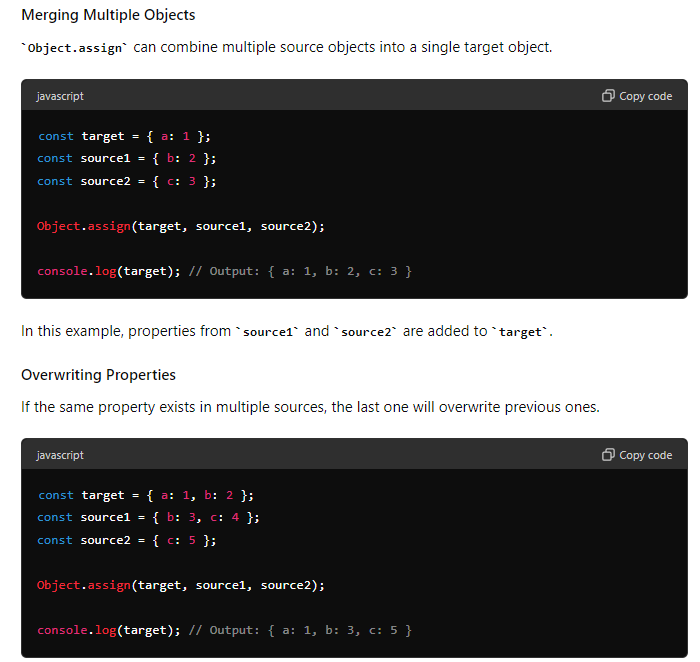 Merging Multiple Objects
`Object.assign` can combine multiple source objects into a single target object.
javascript
Copy code
const target = { a: 1 };
const source1 = { b: 2 };
const source2 = { c: 3 };
Object.assign(target, source1, source2);
console.log(target); // Output: { a: 1, b: 2, c: 3 }
In this example, properties from `source1` and `source2` are added to `target`.
Overwriting Properties
If the same property exists in multiple sources, the last one will overwrite previous ones.
javascript
Copy code
const target = { a: 1, b: 2 };
const source1 = { b: 3, c: 4 };
const source2 = { c: 5 };
Object.assign(target, source1, source2);
console.log(target); // Output: { a: 1, b: 3, c: 5 }